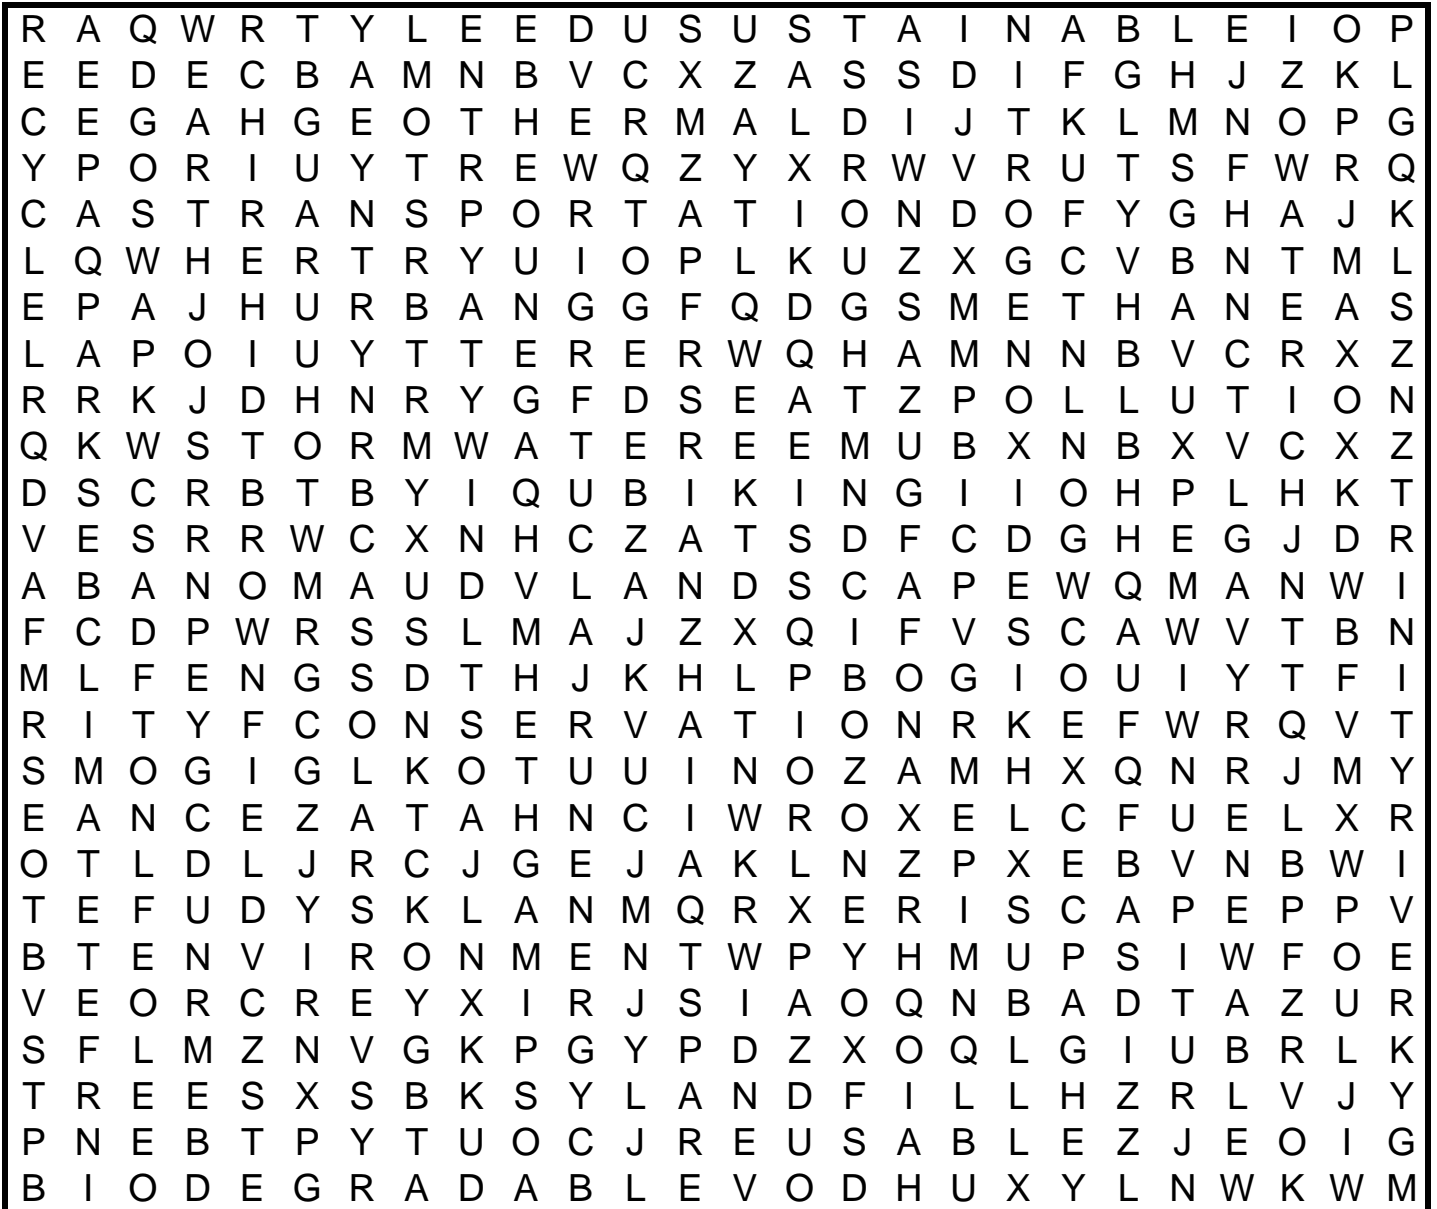 R A Q W R T Y L E E D U S U S T A I N A B L E I O P
E E D E C B A M N B V C X Z A S S D I F G H J Z K L
C E G A H G E O T H E R M A L D I J T K L M N O P G
Y P O R I U Y T R E W Q Z Y X R W V R U T S F W R Q
C A S T R A N S P O R T A T I O N D O F Y G H A J K
L Q W H E R T R Y U I O P L K U Z X G C V B N T M L
E P A J H U R B A N G G F Q D G S M E T H A N E A S
L A P O I U Y T T E R E R W Q H A M N N B V C R X Z
R R K J D H N R Y G F D S E A T Z P O L L U T I O N
Q K W S T O R M W A T E R E E M U B X N B X V C X Z
D S C R B T B Y I Q U B I K I N G I I O H P L H K T
V E S R R W C X N H C Z A T S D F C D G H E G J D R
A B A N O M A U D V L A N D S C A P E W Q M A N W I
F C D P W R S S L M A J Z X Q I F V S C A W V T B N
M L F E N G S D T H J K H L P B O G I O U I Y T F I
R I T Y F C O N S E R V A T I O N R K E F W R Q V T
S M O G I G L K O T U U I N O Z A M H X Q N R J M Y
E A N C E Z A T A H N C I W R O X E L C F U E L X R
O T L D L J R C J G E J A K L N Z P X E B V N B W I
T E F U D Y S K L A N M Q R X E R I S C A P E P P V
B T E N V I R O N M E N T W P Y H M U P S I W F O E
V E O R C R E Y X I R J S I A O Q N B A D T A Z U R
S F L M Z N V G K P G Y P D Z X O Q L G I U B R L K
T R E E S X S B K S Y L A N D F I L L H Z R L V J Y
P N E B T P Y T U O C J R E U S A B L E Z J E O I G
B I O D E G R A D A B L E V O D H U X Y L N W K W M